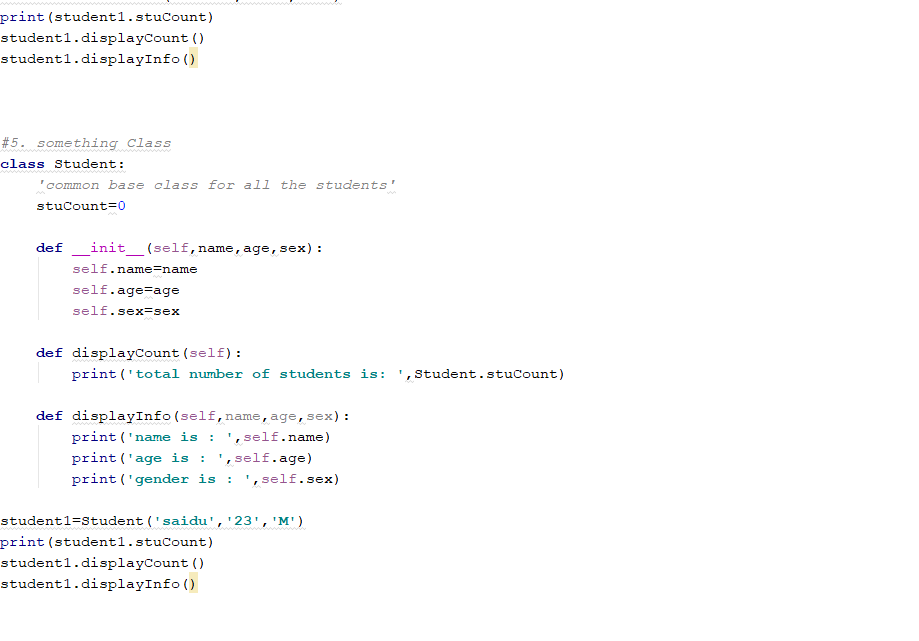 print(student1.stuCount)
student1.displayCount()
student1.displayInfo()
#5. something Class
class Student:
    'common base class for all the students'
    stuCount=0
    def __init__(self,name,age,sex):
        self.name=name
        self.age=age
        self.sex=sex
    def displayCount(self):
        print('total number of students is: ',Student.stuCount)
    def displayInfo(self,name,age,sex):
        print('name is : ',self.name)
        print('age is : ',self.age)
        print('gender is : ',self.sex)
student1=Student('saidu','23','M')
print(student1.stuCount)
student1.displayCount()
student1.displayInfo()